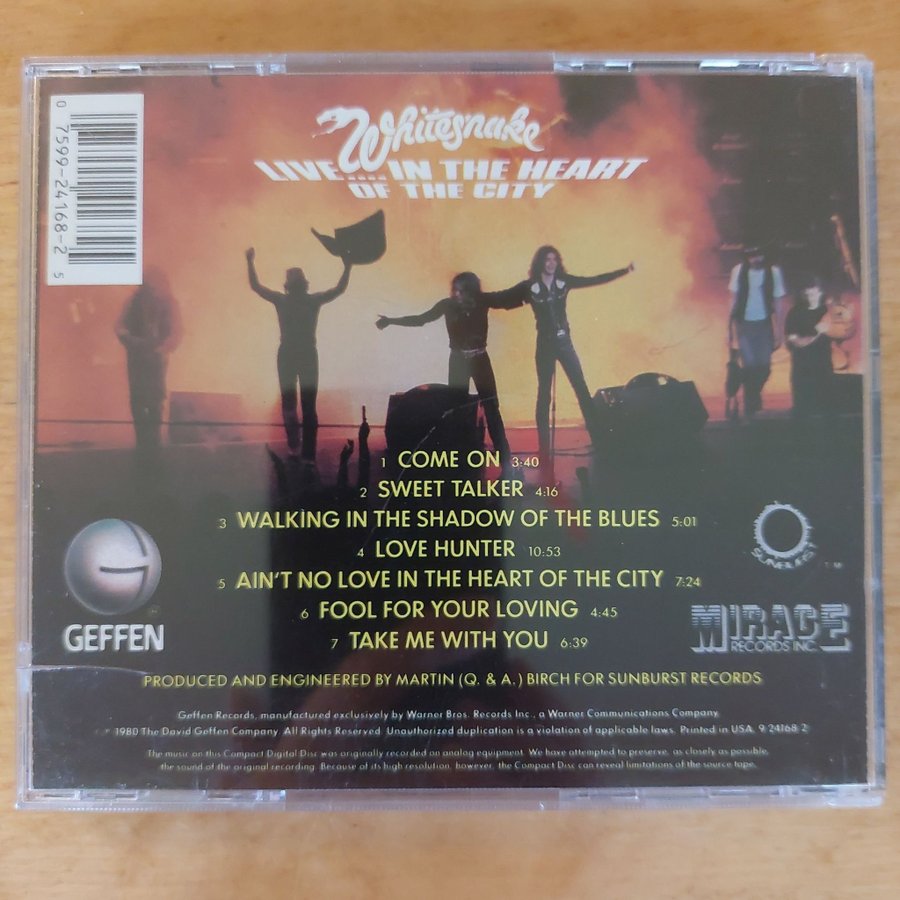 0 7599-24168-2 5
Whitesnake
LIVE....IN THE HEART
OF THE CITY
1 COME ON 3:40
2 SWEET TALKER 4:16
3 WALKING IN THE SHADOW OF THE BLUES 5:01
4 LOVE HUNTER 10:53
5 AIN'T NO LOVE IN THE HEART OF THE CITY 7:24
6 FOOL FOR YOUR LOVING 4:45
7 TAKE ME WITH YOU 6:39
GEFFEN
SUNBURST
TM
MIRAGE
RECORDS INC.
PRODUCED AND ENGINEERED BY MARTIN (Q. & A.) BIRCH FOR SUNBURST RECORDS
Geffen Records, manufactured exclusively by Warner Bros. Records Inc., a Warner Communications Company.
℗ 1980 The David Geffen Company. All Rights Reserved. Unauthorized duplication is a violation of applicable laws. Printed in USA. 9 24168-2
The music on this Compact Digital Disc was originally recorded on analog equipment. We have attempted to preserve, as closely as possible,
the sound of the original recording. Because of its high resolution, however, the Compact Disc can reveal limitations of the source tape.